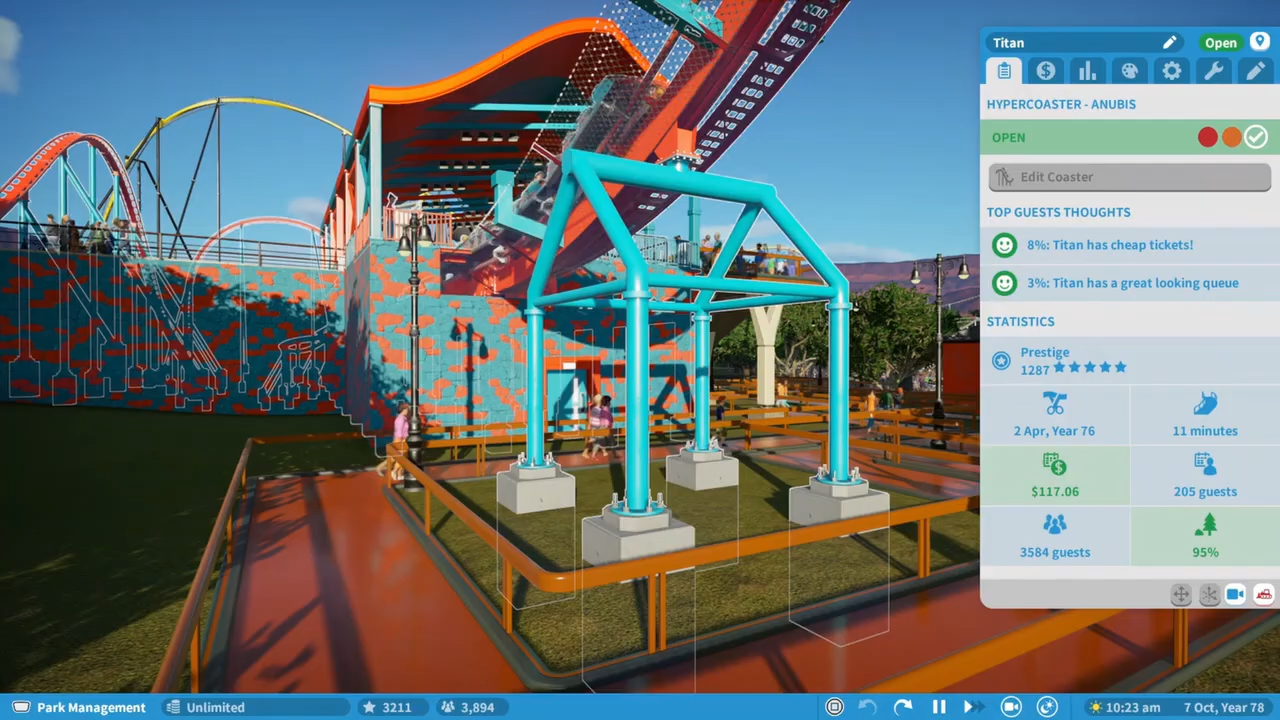 Titan
Open
HYPERCOASTER - ANUBIS
OPEN
Edit Coaster
TOP GUESTS THOUGHTS
8%: Titan has cheap tickets!
3%: Titan has a great looking queue
STATISTICS
Prestige
1287
2 Apr, Year 76
11 minutes
$117.06
205 guests
3584 guests
95%
Park Management
Unlimited
3211
3,894
10:23 am
7 Oct, Year 78